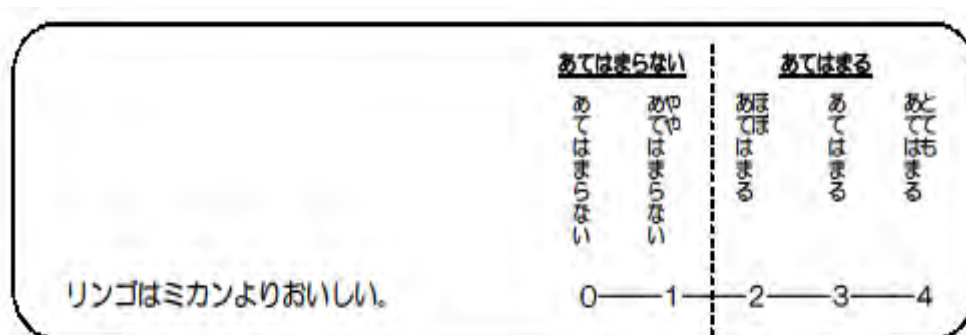 あてはまらない
あてはまる
あてはまらない
ややあてはまらない
ほぼあてはまる
あてはまる
とてもあてはまる
リンゴはミカンよりおいしい。
0 1 2 3 4